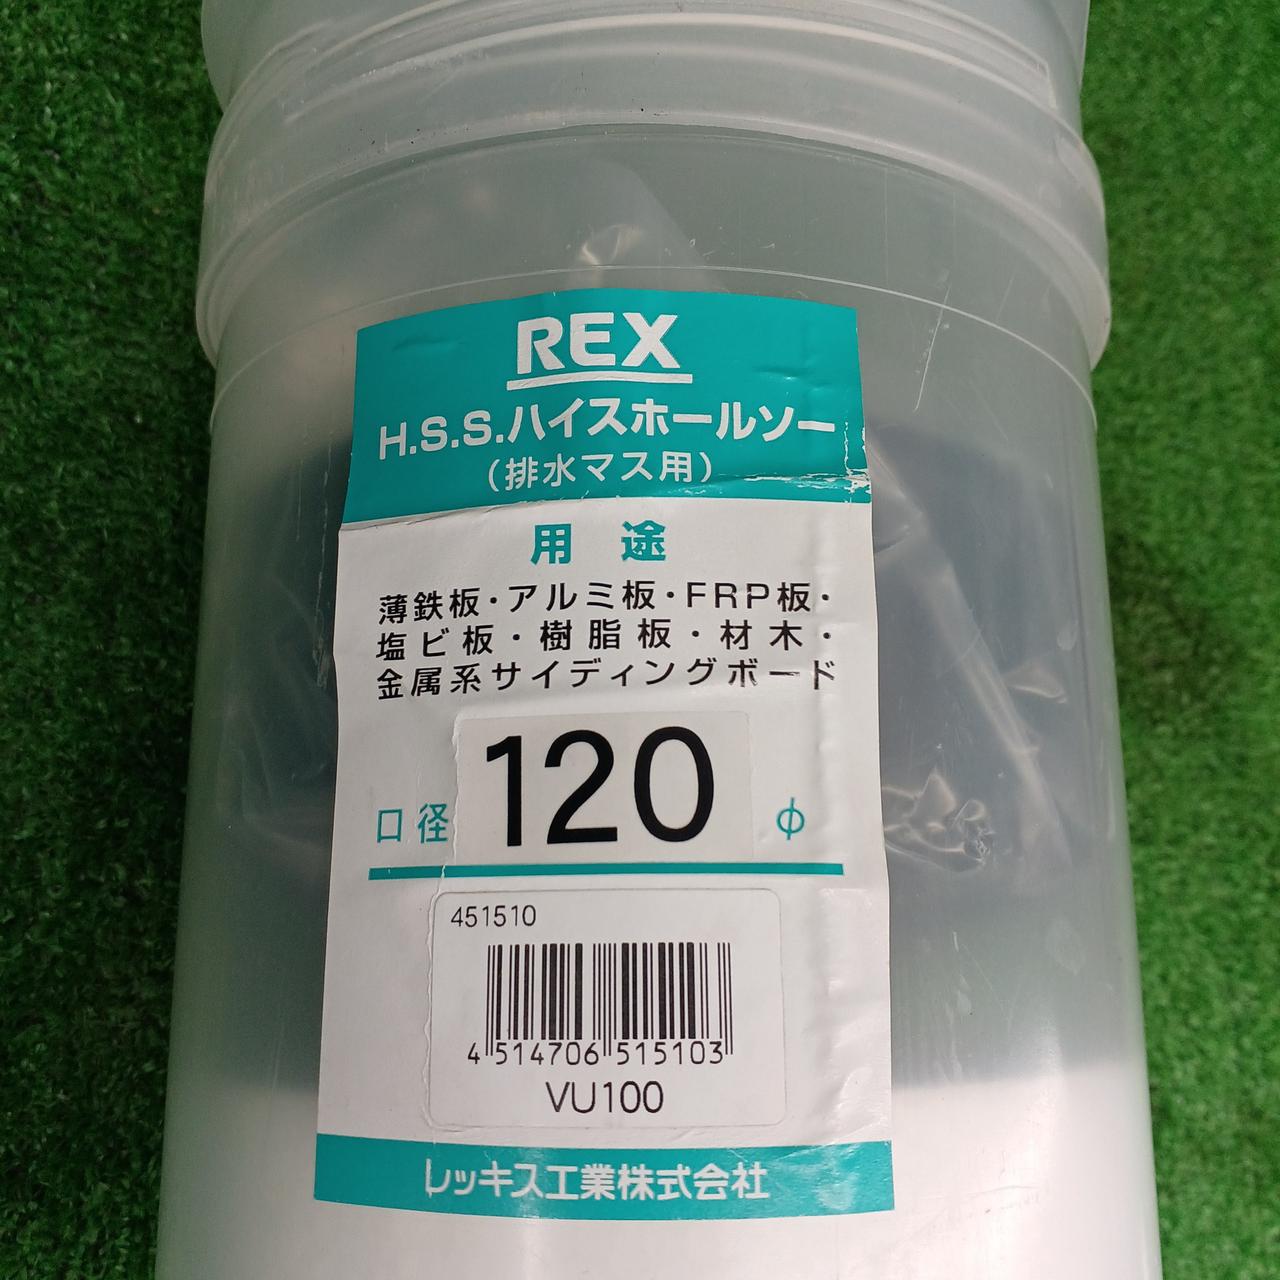 REX
H.S.S.ハイスホールソー
（排水マス用）
用途
薄鉄板・アルミ板・FRP板・
塩ビ板・樹脂板・材木・
金属系サイディングボード
口径 120 φ
451510
4 514706 515103
VU100
レッキス工業株式会社